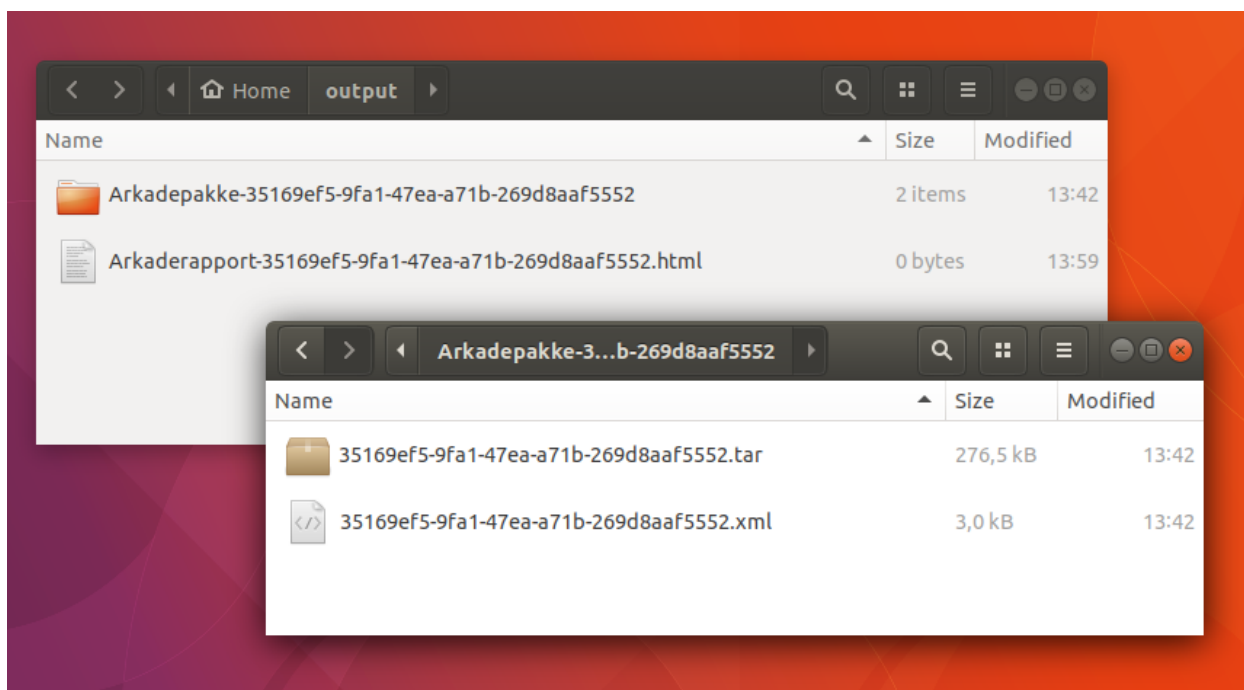 Home output
Name Size Modified
Arkadepakke-35169ef5-9fa1-47ea-a71b-269d8aaf5552 2 items 13:42
Arkaderapport-35169ef5-9fa1-47ea-a71b-269d8aaf5552.html 0 bytes 13:59
Arkadepakke-3...b-269d8aaf5552
Name Size Modified
35169ef5-9fa1-47ea-a71b-269d8aaf5552.tar 276,5 kB 13:42
35169ef5-9fa1-47ea-a71b-269d8aaf5552.xml 3,0 kB 13:42